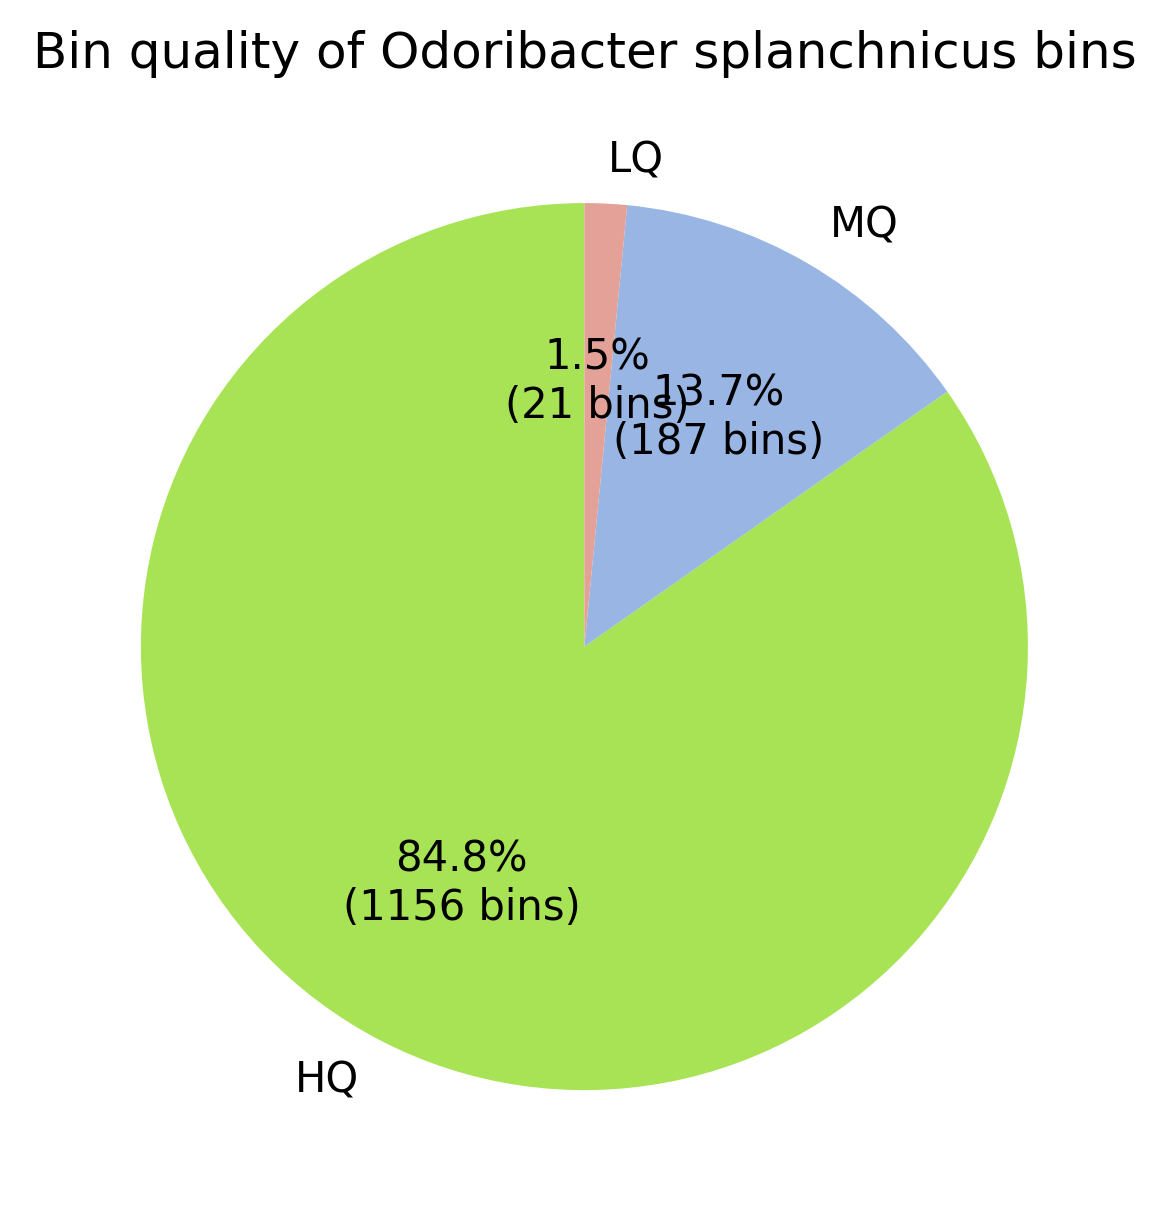 Bin quality of Odoribacter splanchnicus bins
LQ
MQ
1.5%
(21 bins)
13.7%
(187 bins)
84.8%
(1156 bins)
HQ